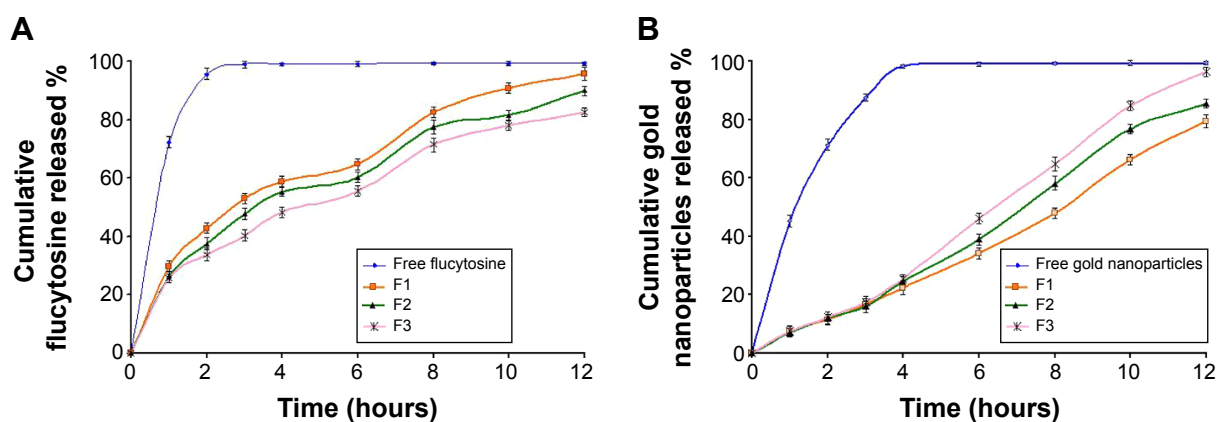 A
Cumulative
flucytosine released %
100
80
60
40
20
0
0 2 4 6 8 10 12
Time (hours)
Free flucytosine
F1
F2
F3
B
Cumulative gold
nanoparticles released %
100
80
60
40
20
0
0 2 4 6 8 10 12
Time (hours)
Free gold nanoparticles
F1
F2
F3